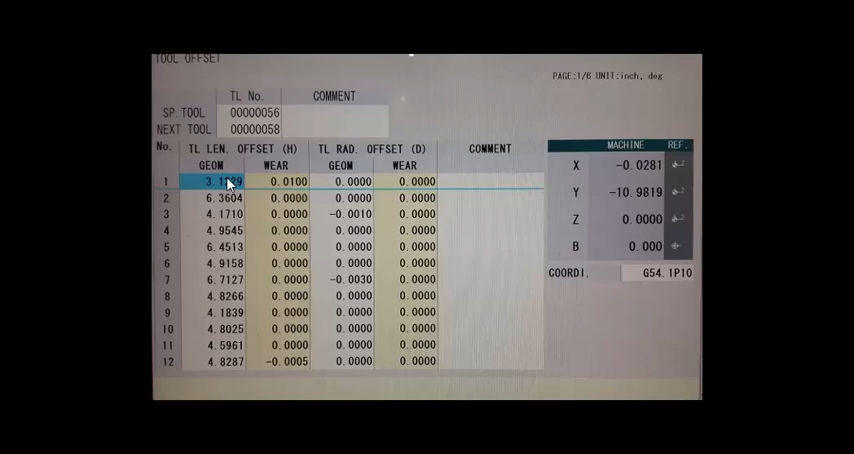 TOOL OFFSET
PAGE:1/6 UNIT:inch, deg
TL No. COMMENT
SP. TOOL 00000056
NEXT TOOL 00000058
No. TL LEN. OFFSET (H) TL RAD. OFFSET (D) COMMENT
GEOM WEAR GEOM WEAR
1 0.0100 0.0000 0.0000
2 6.3604 0.0000 0.0000 0.0000
3 4.1710 0.0000 -0.0010 0.0000
4 4.9545 0.0000 0.0000 0.0000
5 6.4513 0.0000 0.0000 0.0000
6 4.9158 0.0000 0.0000 0.0000
7 6.7127 0.0000 -0.0030 0.0000
8 4.8266 0.0000 0.0000 0.0000
9 4.1839 0.0000 0.0000 0.0000
10 4.8025 0.0000 0.0000 0.0000
11 4.5961 0.0000 0.0000 0.0000
12 4.8287 -0.0005 0.0000 0.0000
MACHINE REF.
X -0.0281
Y -10.9819
Z 0.0000
B 0.000
COORDI. G54.1P10